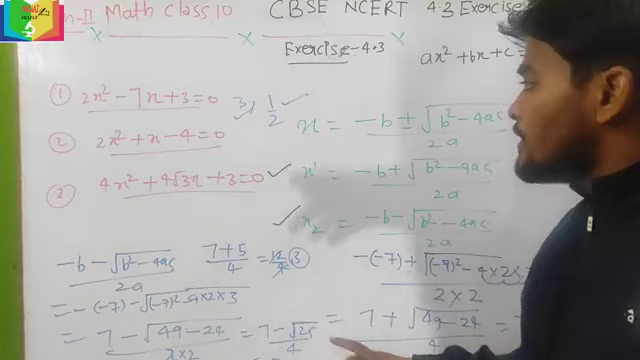 Math Class 10 CBSE NCERT 4.3 Exercise
Exercise-4.3
ax² + bx + c =
① 2x² - 7x + 3 = 0 3, 1/2
② 2x² + x - 4 = 0
③ 4x² + 4√3x + 3 = 0
x = -b ± √b² - 4ac / 2a
x' = -b + √b² - 4ac / 2a
x₂ = -b - √b² - 4ac / 2a
-b - √b² - 4ac / 2a
7 + 5 / 4 = 12/4 ③
= -(-7) - √(-7)² - 4×2×3
= 7 - √49 - 24 / 2×2 = 7 - √25 / 4
-(-7) + √(-7)² - 4×2×3 / 2×2
= 7 + √49 - 24 / 4 =